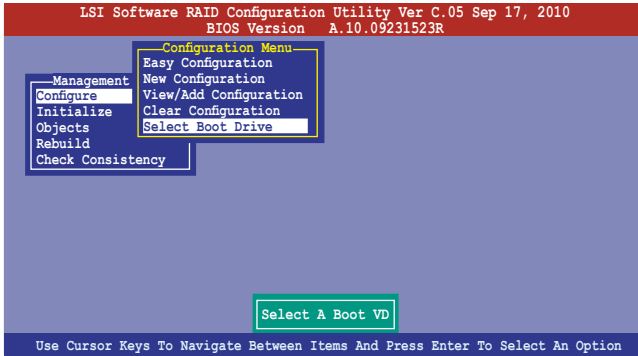 LSI Software RAID Configuration Utility Ver C.05 Sep 17, 2010
BIOS Version A.10.09231523R
Management
Configure
Initialize
Objects
Rebuild
Check Consistency
Configuration Menu
Easy Configuration
New Configuration
View/Add Configuration
Clear Configuration
Select Boot Drive
Select A Boot VD
Use Cursor Keys To Navigate Between Items And Press Enter To Select An Option